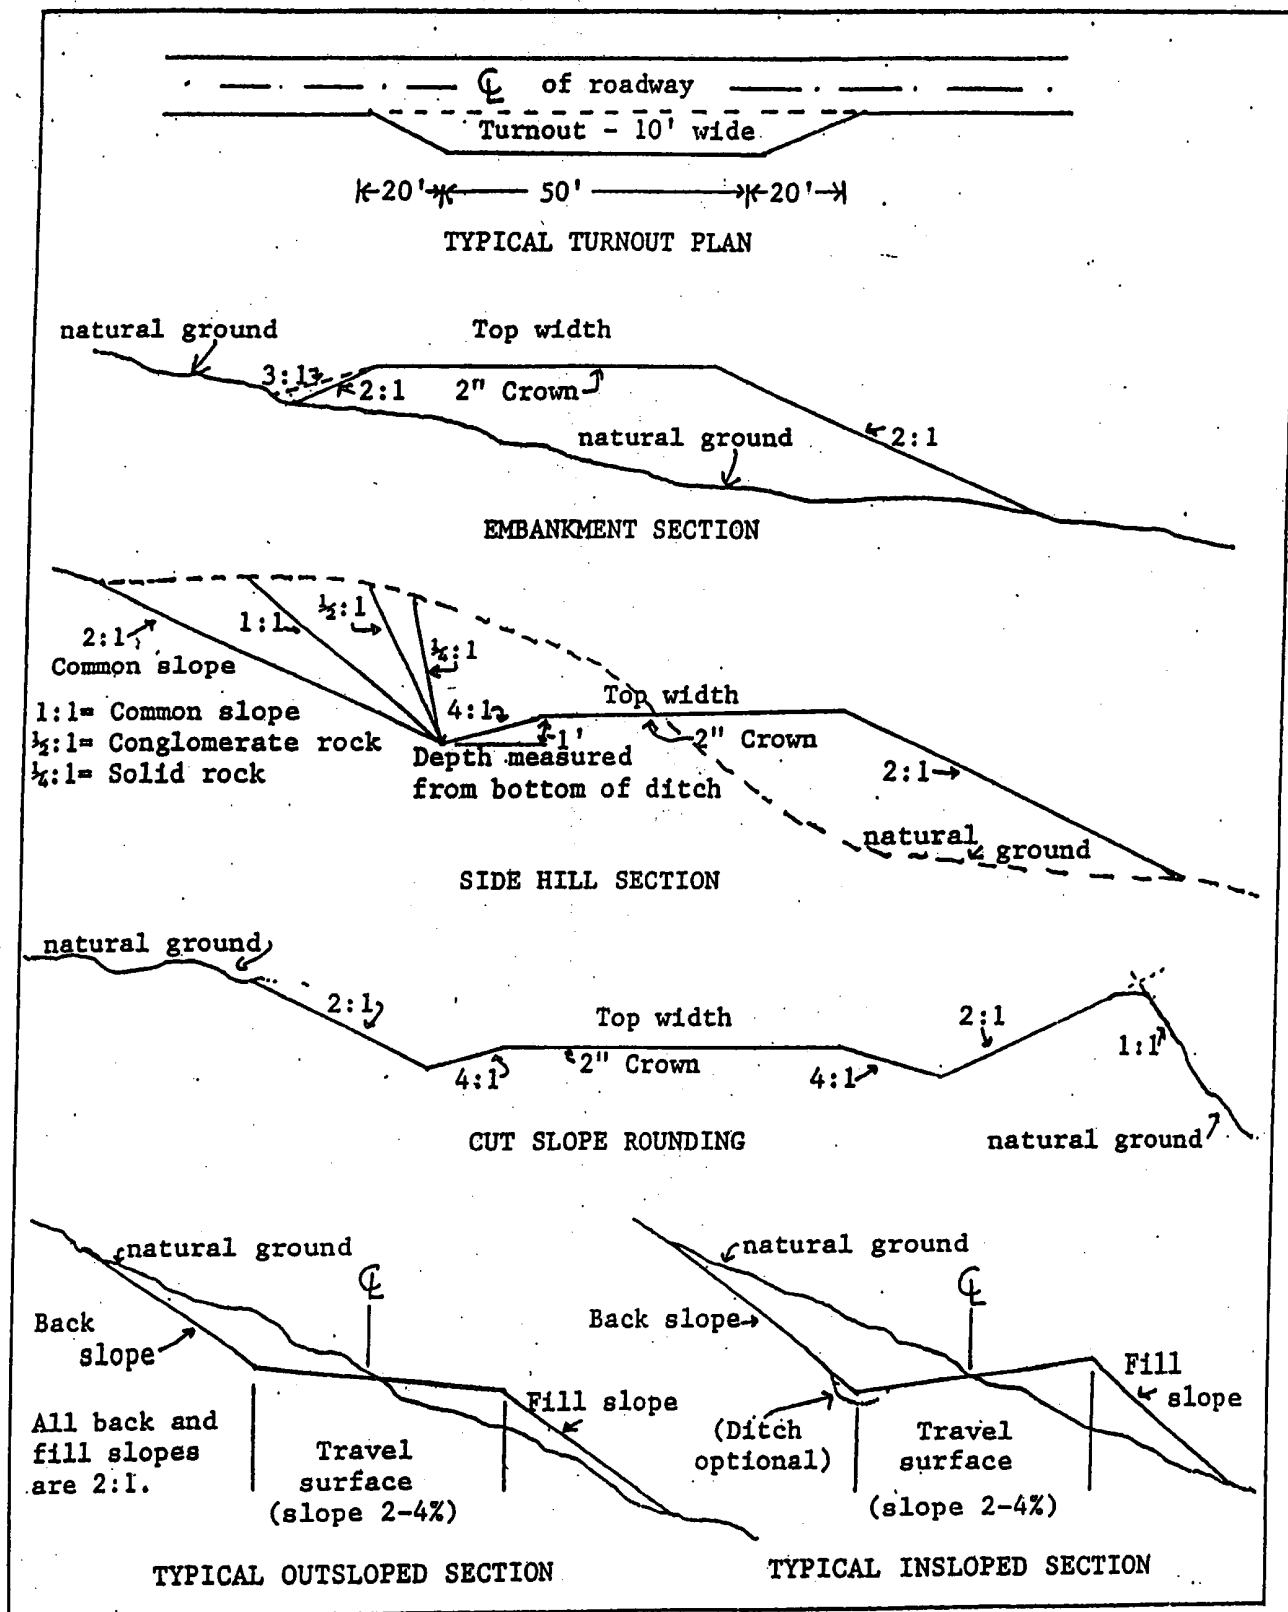 ℄ of roadway
Turnout - 10' wide
20' 50' 20'
TYPICAL TURNOUT PLAN
natural ground
Top width
3:1
2:1
2" Crown
natural ground
2:1
EMBANKMENT SECTION
½:1
1:1
2:1
Common slope
¼:1
1:1= Common slope
½:1= Conglomerate rock
¼:1= Solid rock
4:1
Top width
1'
2" Crown
Depth measured
from bottom of ditch
2:1
natural ground
SIDE HILL SECTION
natural ground
2:1
Top width
2:1
1:1
4:1
2" Crown
4:1
CUT SLOPE ROUNDING
natural ground
natural ground
℄
Back
slope
Fill slope
All back and
fill slopes
are 2:1.
Travel
surface
(slope 2-4%)
TYPICAL OUTSLOPED SECTION
natural ground
℄
Back slope
Fill
slope
(Ditch
optional)
Travel
surface
(slope 2-4%)
TYPICAL INSLOPED SECTION